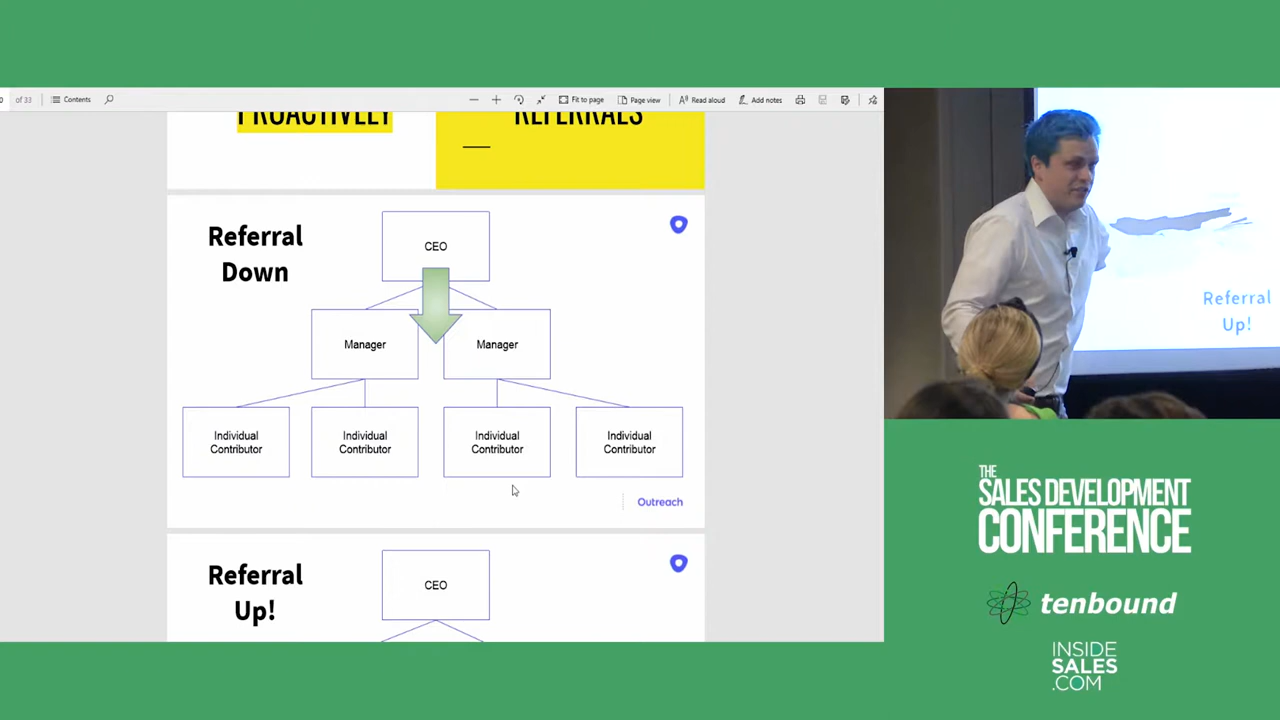 of 33
Contents
Fit to page
Page view
Read aloud
Add notes
PROACTIVELY
REFERRALS
Referral
Down
CEO
Manager
Manager
Individual
Contributor
Individual
Contributor
Individual
Contributor
Individual
Contributor
Outreach
Referral
Up!
CEO
Referral
Up!
THE
SALES DEVELOPMENT
CONFERENCE
tenbound
INSIDE
SALES
.COM